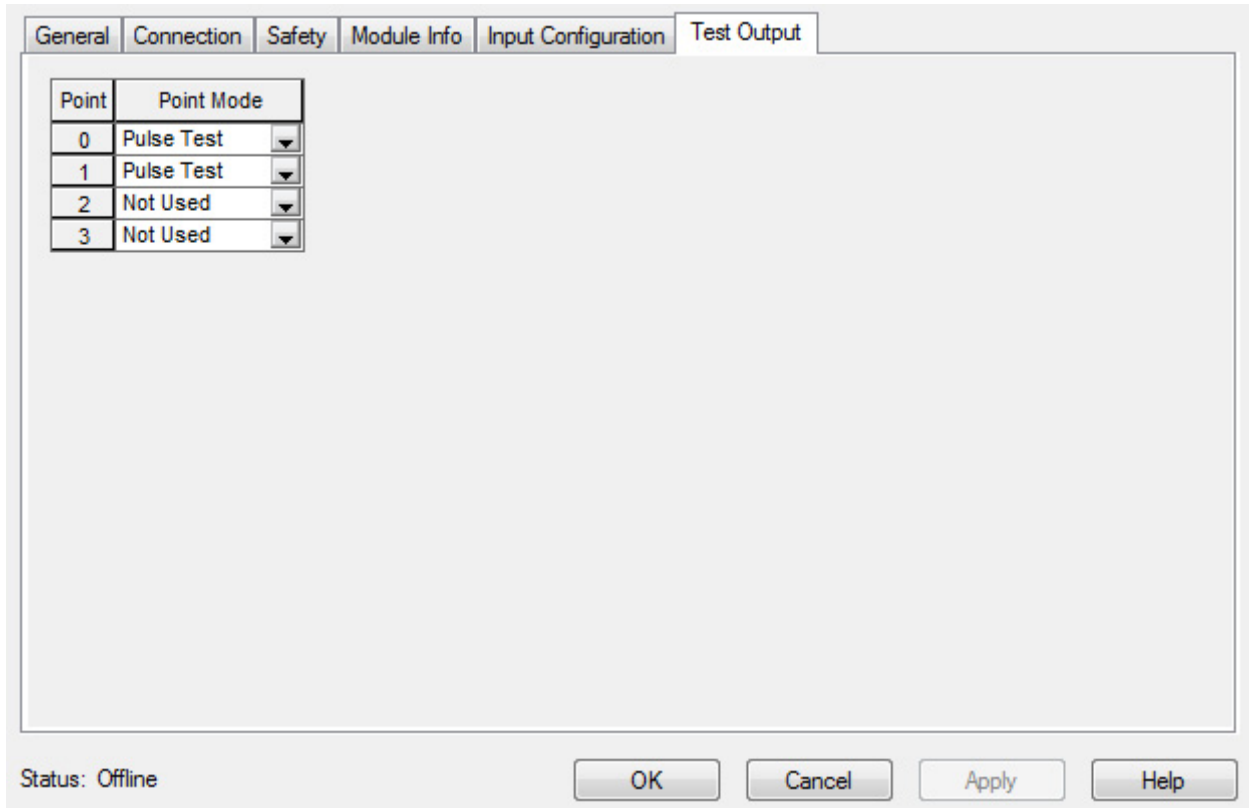 General Connection Safety Module Info Input Configuration Test Output
Point Point Mode
0 Pulse Test
1 Pulse Test
2 Not Used
3 Not Used
Status: Offline OK Cancel Apply Help